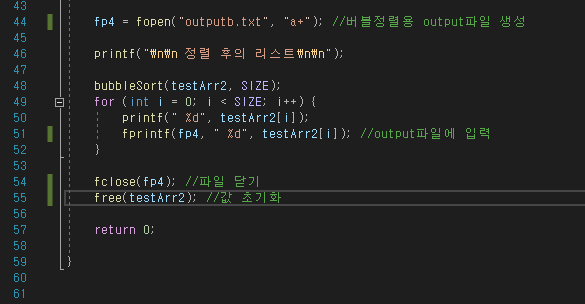 43
44 fp4 = fopen("outputb.txt", "a+"); //버블정렬용 output파일 생성
45
46 printf("₩n₩n 정렬 후의 리스트₩n₩n");
47
48 bubbleSort(testArr2, SIZE);
49 for (int i = 0; i < SIZE; i++) {
50 printf(" %d", testArr2[i]);
51 fprintf(fp4, " %d", testArr2[i]); //output파일에 입력
52 }
53
54 fclose(fp4); //파일 닫기
55 free(testArr2); //값 초기화
56
57 return 0;
58
59 }
60
61